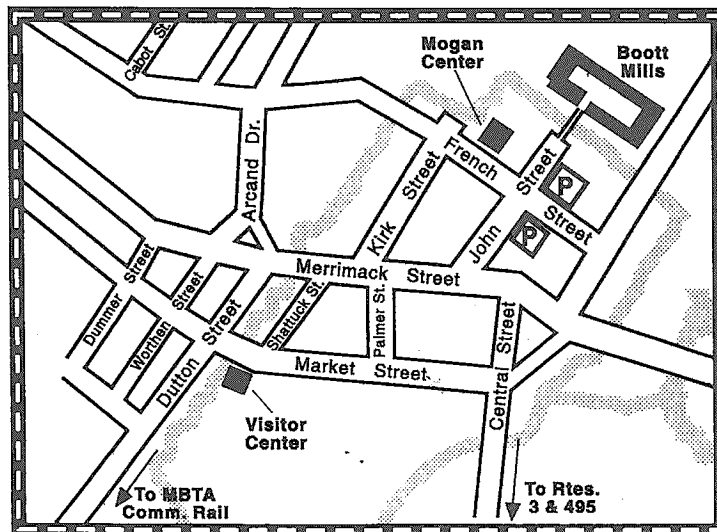 Cabot St.
Mogan
Center
Boott
Mills
Arcand Dr.
French
Street
Kirk
Street
John
Street
P
P
Merrimack Street
Dummer
Street
Worthen
Street
Dutton
Street
Shattuck St.
Palmer St.
Market Street
Central
Street
Visitor
Center
To MBTA
Comm. Rail
To Rtes.
3 & 495